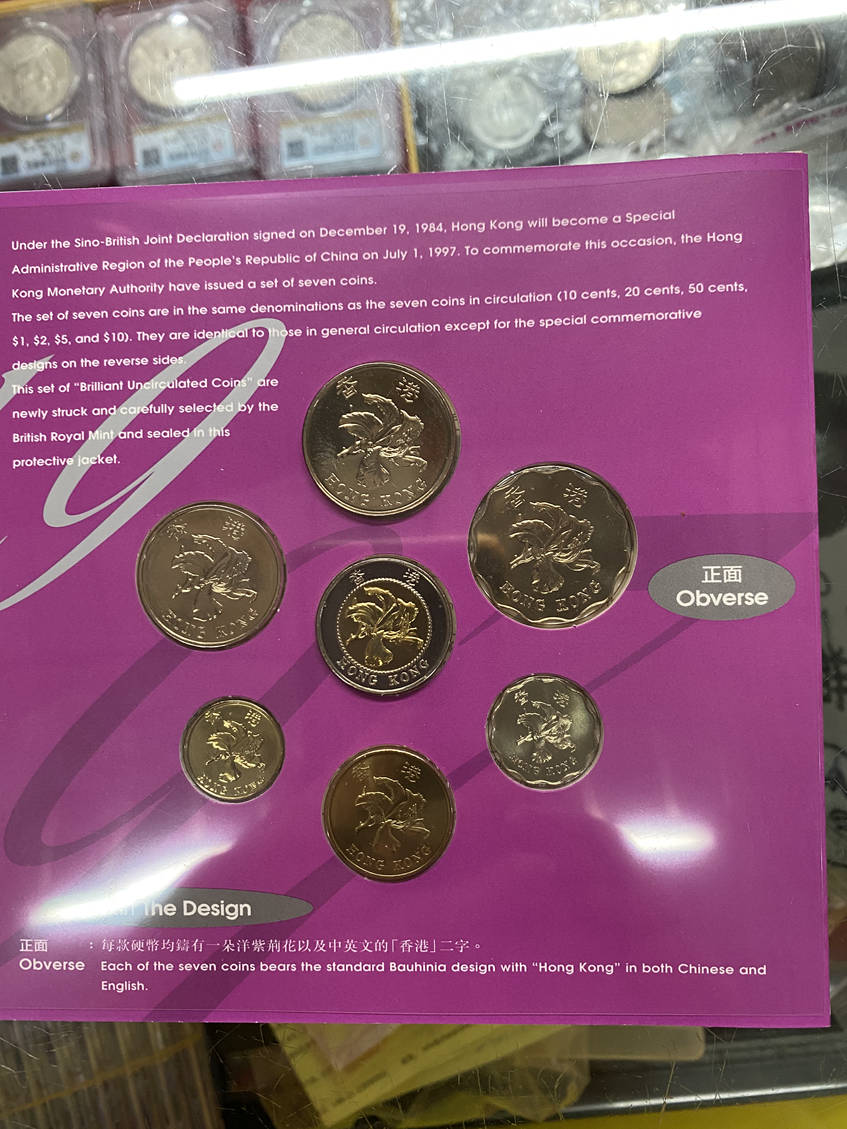 Under the Sino-British Joint Declaration signed on December 19, 1984, Hong Kong will become a Special
Administrative Region of the People's Republic of China on July 1, 1997. To commemorate this occasion, the Hong
Kong Monetary Authority have issued a set of seven coins.
The set of seven coins are in the same denominations as the seven coins in circulation (10 cents, 20 cents, 50 cents,
$1, $2, $5, and $10). They are identical to those in general circulation except for the special commemorative
designs on the reverse sides.
This set of "Brilliant Uncirculated Coins" are
newly struck and carefully selected by the
British Royal Mint and sealed in this
protective jacket.
香港
HONG KONG
香港
HONG KONG
香港
HONG KONG
香港
HONG KONG
正面
Obverse
香港
HONG KONG
香港
HONG KONG
香港
HONG KONG
The Design
正面 : 每款硬幣均鑄有一朵洋紫荊花以及中英文的「香港」二字。
Obverse Each of the seven coins bears the standard Bauhinia design with "Hong Kong" in both Chinese and
English.